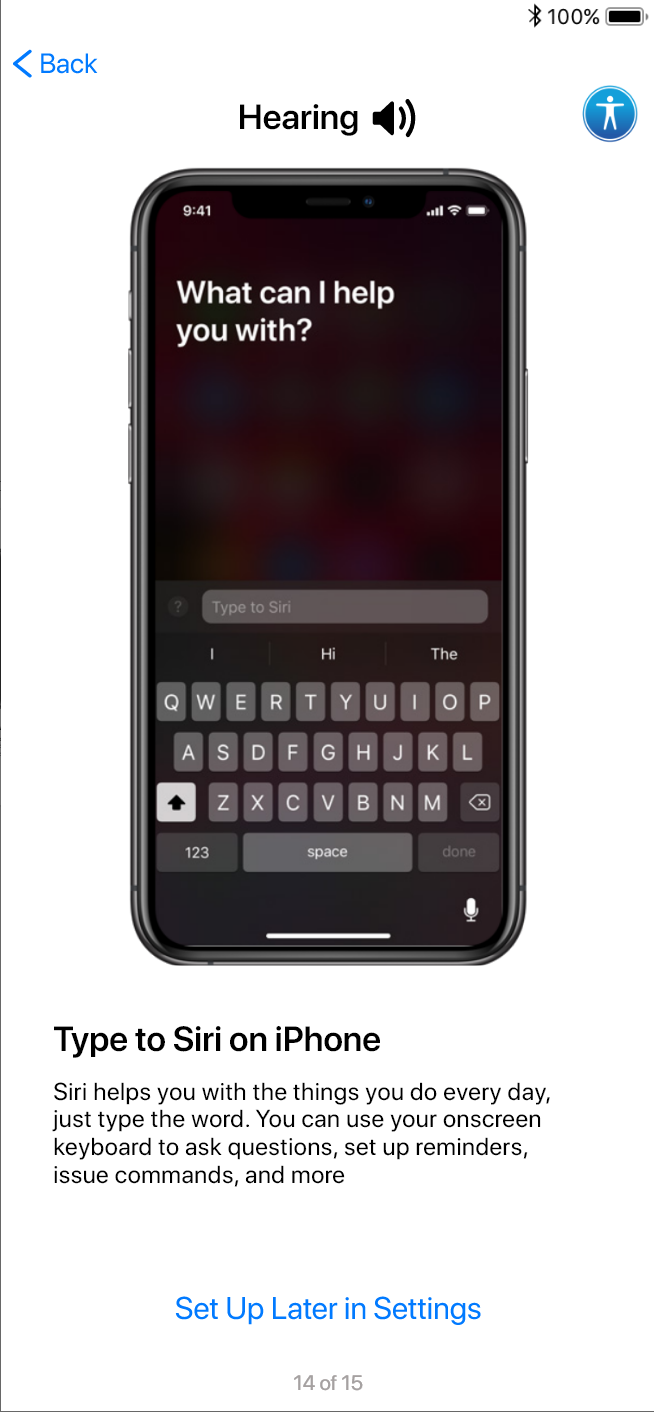 100%
Back
Hearing
9:41
What can I help
you with?
? Type to Siri
I Hi The
Q W E R T Y U I O P
A S D F G H J K L
Z X C V B N M
123 space done
Type to Siri on iPhone
Siri helps you with the things you do every day,
just type the word. You can use your onscreen
keyboard to ask questions, set up reminders,
issue commands, and more
Set Up Later in Settings
14 of 15